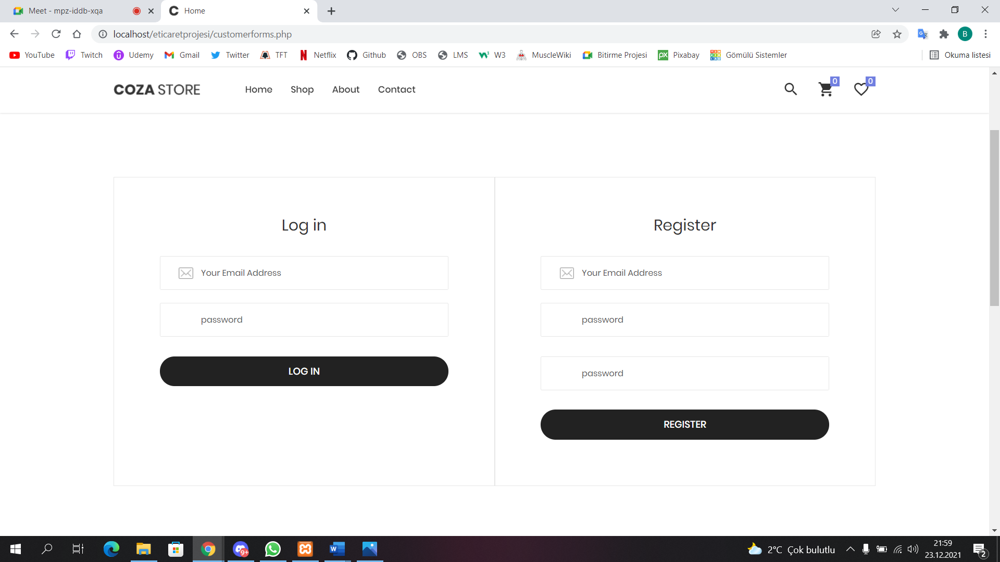 Meet - mpz-iddb-xqa
Home
localhost/eticaretprojesi/customerforms.php
B
YouTube
Twitch
Udemy
Gmail
Twitter
TFT
Netflix
Github
OBS
LMS
W3
MuscleWiki
Bitirme Projesi
Pixabay
Gömülü Sistemler
Okuma listesi
COZA STORE
Home
Shop
About
Contact
0
0
Log in
Your Email Address
password
LOG IN
Register
Your Email Address
password
password
REGISTER
9+
2°C Çok bulutlu
21:59
23.12.2021
2